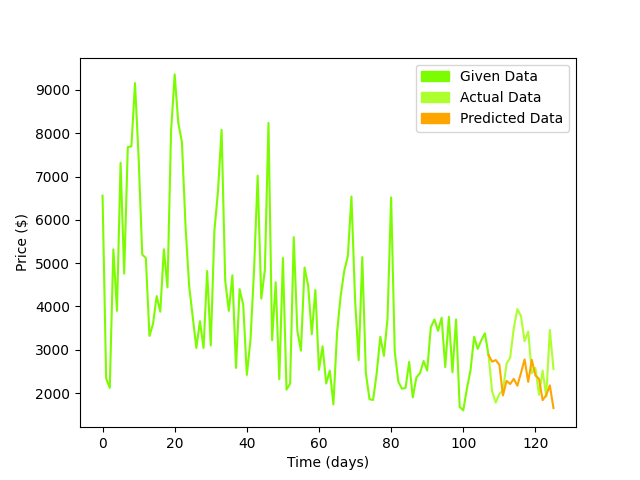 Given Data
Actual Data
Predicted Data
9000
8000
7000
6000
5000
4000
3000
2000
Price ($)
0 20 40 60 80 100 120
Time (days)